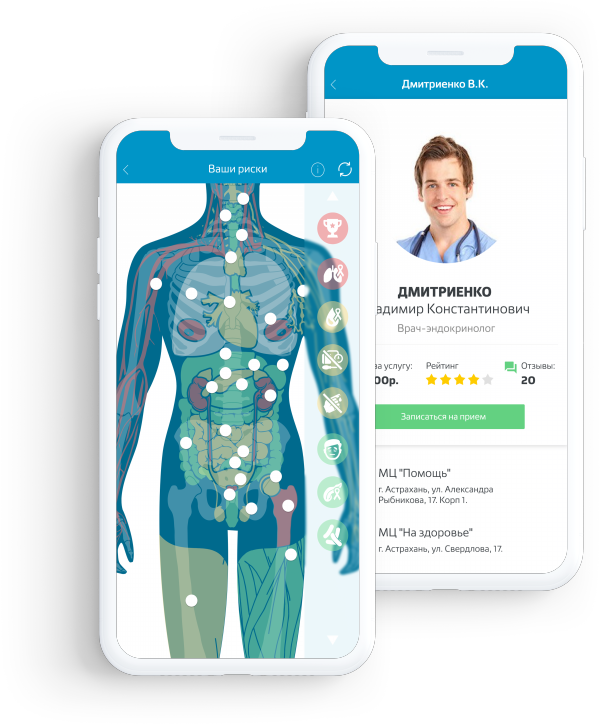 Дмитриенко В.К.
Ваши риски
i
ДМИТРИЕНКО
адимир Константинович
Врач-эндокринолог
за услугу:
00р.
Рейтинг
Отзывы:
20
Записаться на прием
МЦ "Помощь"
г. Астрахань, ул. Александра
Рыбникова, 17. Корп 1.
МЦ "На здоровье"
г. Астрахань, ул. Свердлова, 17.